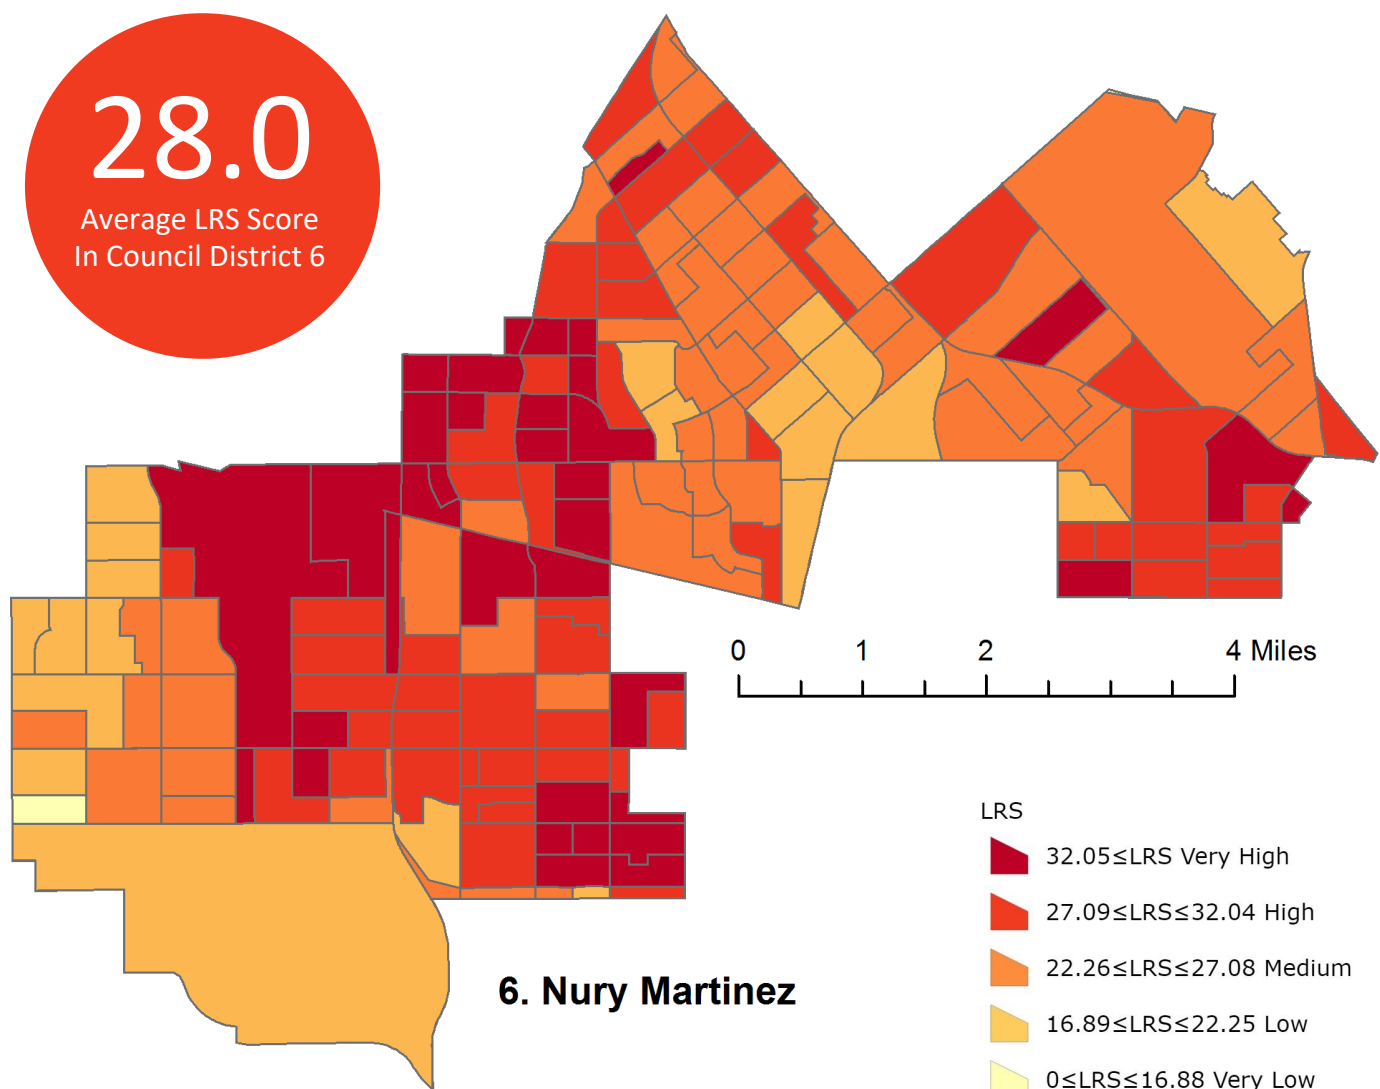 28.0
Average LRS Score
In Council District 6
0 1 2 4 Miles
LRS
32.05≤LRS Very High
27.09≤LRS≤32.04 High
22.26≤LRS≤27.08 Medium
16.89≤LRS≤22.25 Low
0≤LRS≤16.88 Very Low
6. Nury Martinez